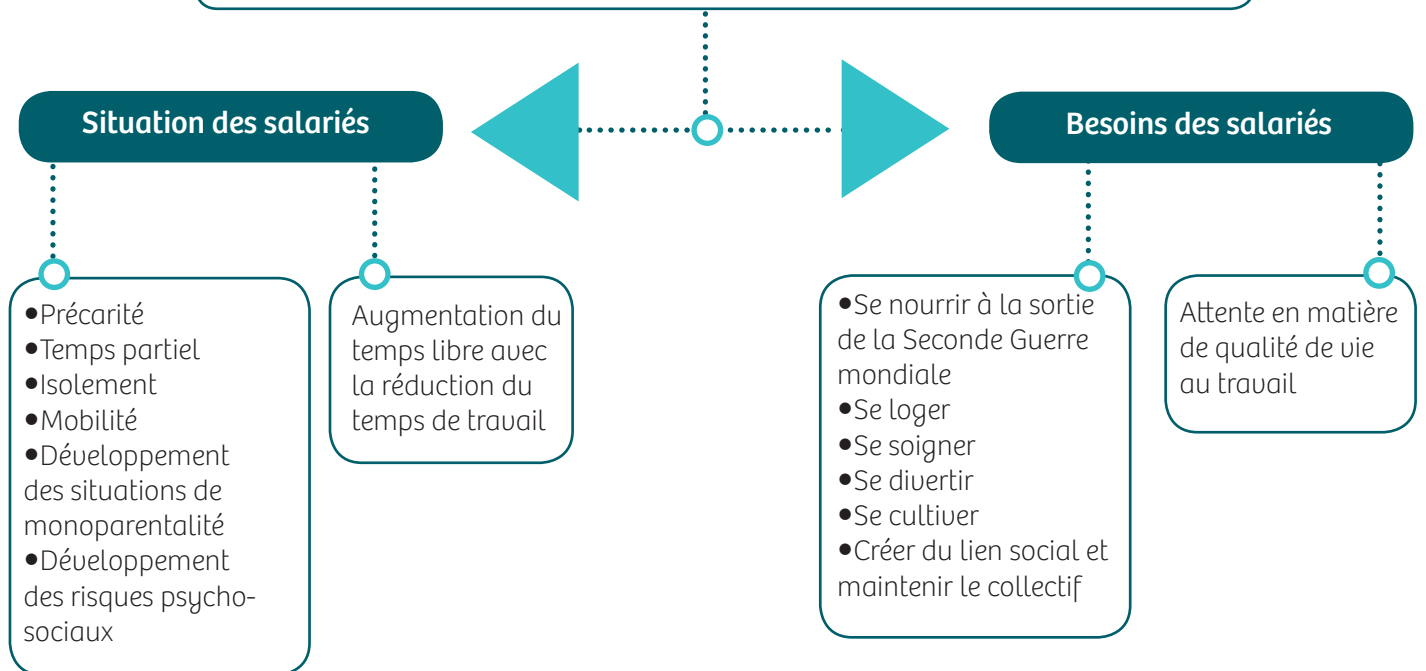 Situation des salariés
Besoins des salariés
•Précarité
•Temps partiel
•Isolement
•Mobilité
•Développement
des situations de
monoparentalité
•Développement
des risques psycho-
sociaux
Augmentation du
temps libre avec
la réduction du
temps de travail
•Se nourrir à la sortie
de la Seconde Guerre
mondiale
•Se loger
•Se soigner
•Se divertir
•Se cultiver
•Créer du lien social et
maintenir le collectif
Attente en matière
de qualité de vie
au travail